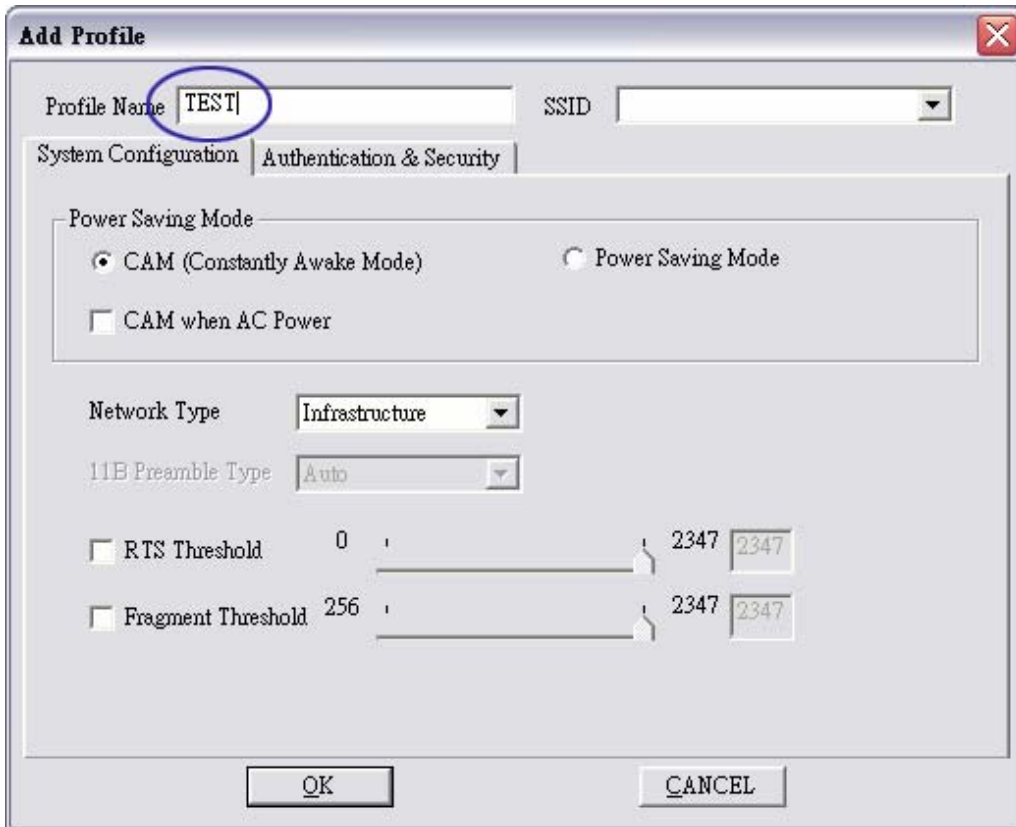 Add Profile
Profile Name TEST SSID
System Configuration Authentication & Security
Power Saving Mode
CAM (Constantly Awake Mode) Power Saving Mode
CAM when AC Power
Network Type Infrastructure
11B Preamble Type Auto
RTS Threshold 0 2347 2347
Fragment Threshold 256 2347 2347
OK CANCEL